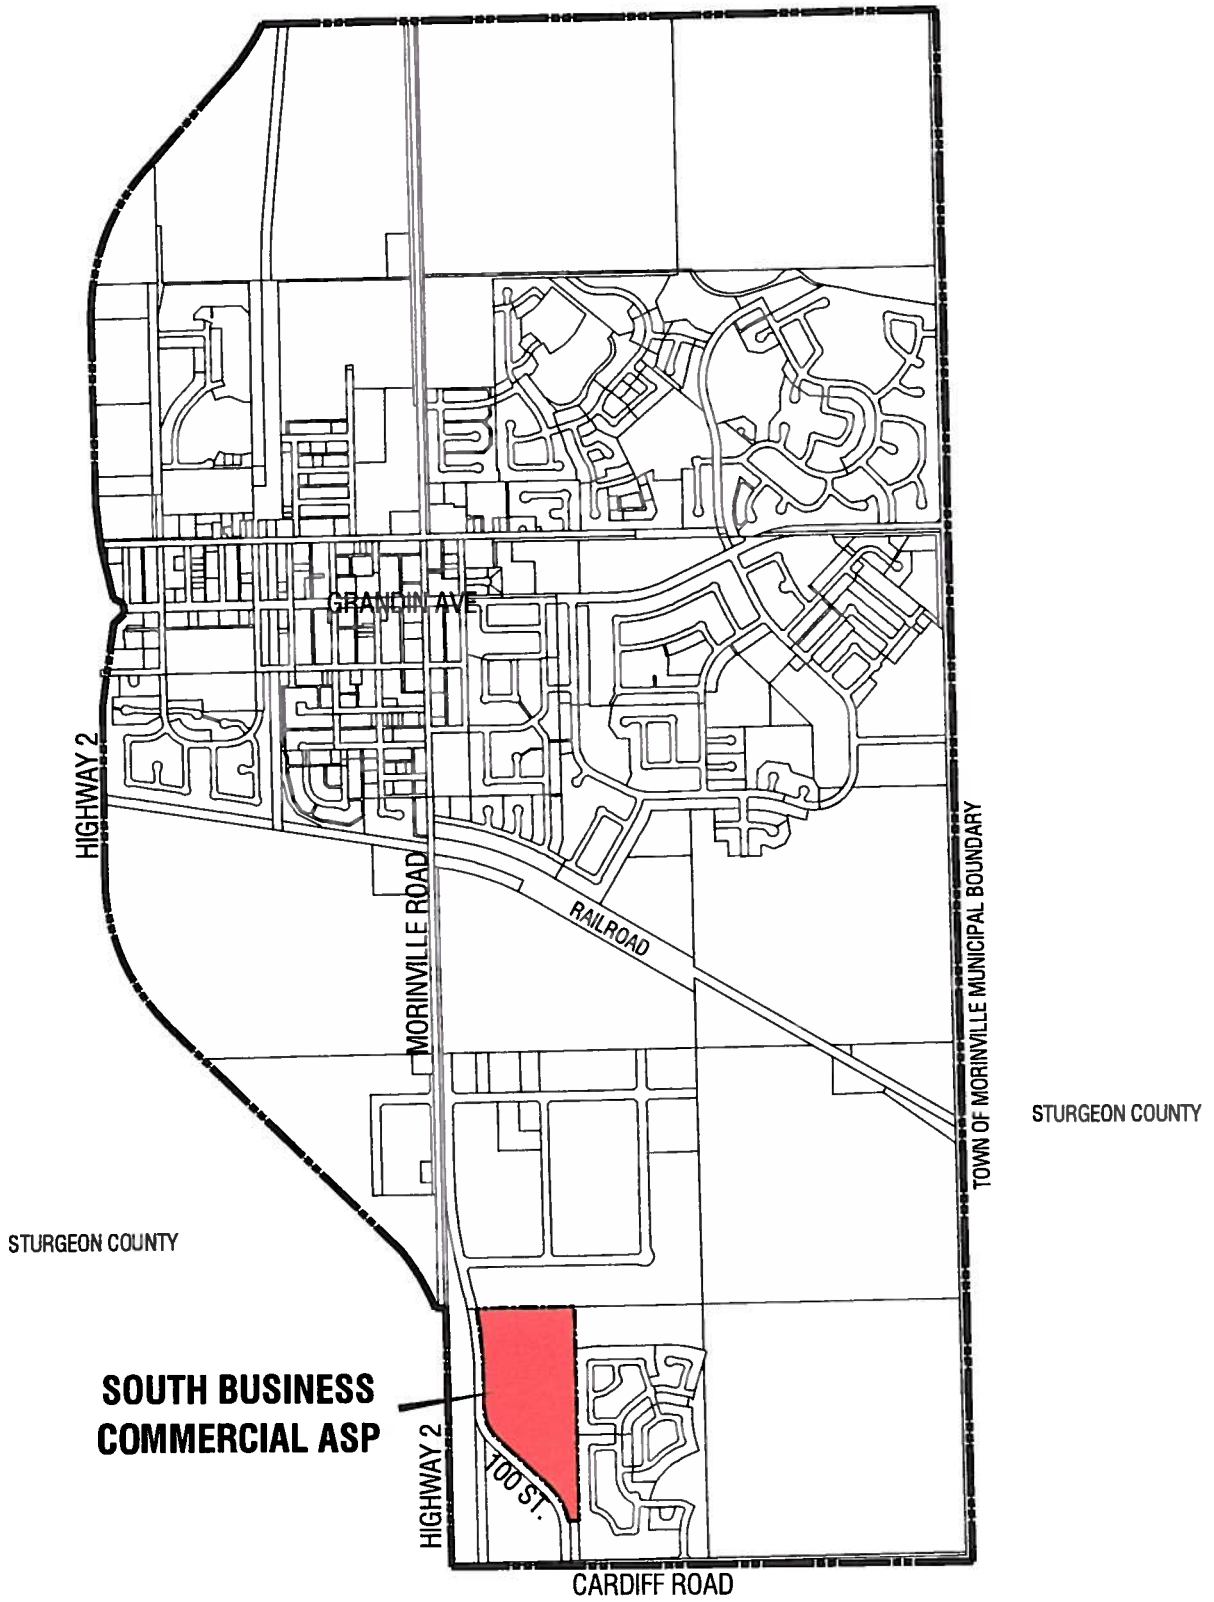 GRANDIN AVE
HIGHWAY 2
MORINVILLE ROAD
RAILROAD
TOWN OF MORINVILLE MUNICIPAL BOUNDARY
STURGEON COUNTY
STURGEON COUNTY
SOUTH BUSINESS
COMMERCIAL ASP
HIGHWAY 2
100 ST.
CARDIFF ROAD